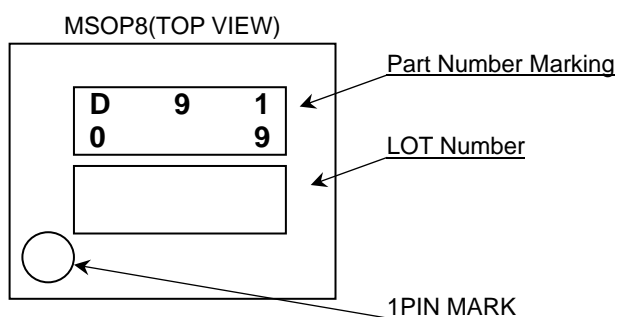 MSOP8(TOP VIEW)
Part Number Marking
D 9 1
0 9
LOT Number
1PIN MARK